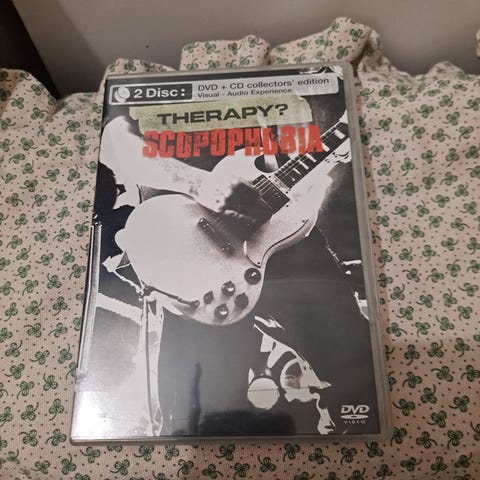 2 Disc:
DVD + CD collectors' edition
Visual - Audio Experience
THERAPY?
SCOPOPHOBIA
DVD
VIDEO